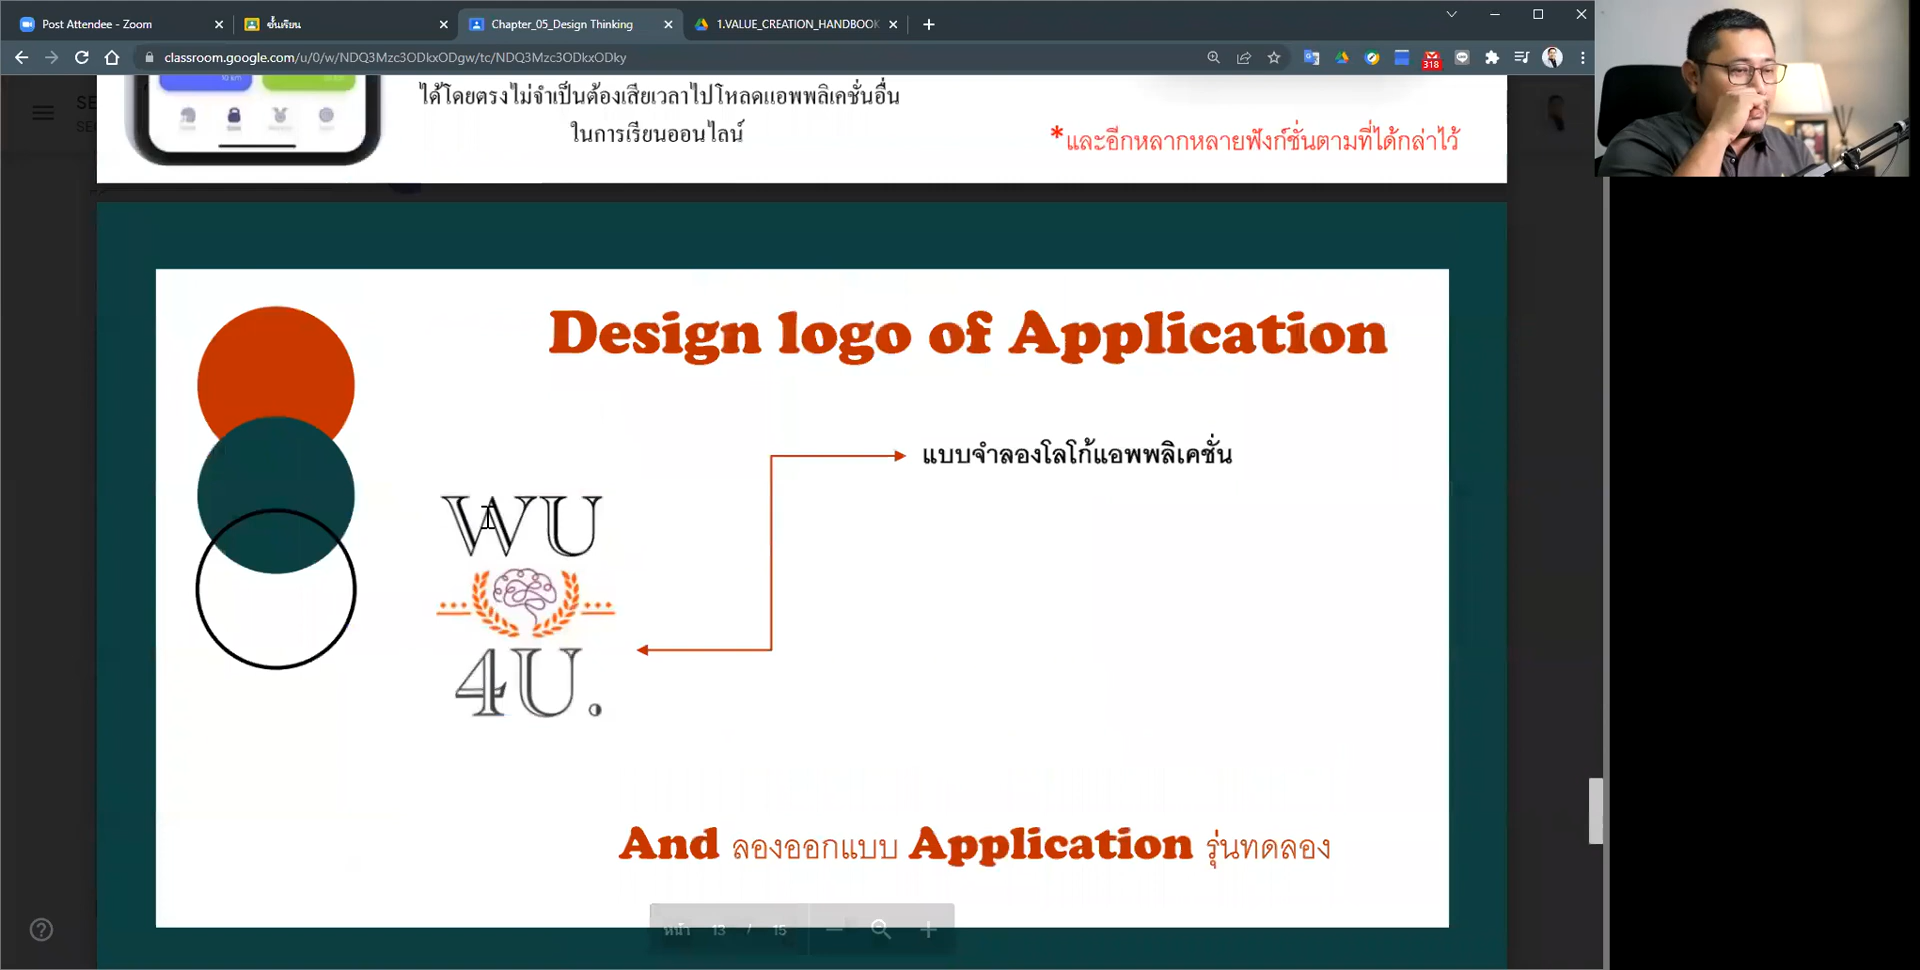 Post Attendee - Zoom
ชั้นเรียน
Chapter_05_Design Thinking
1.VALUE_CREATION_HANDBOOK
classroom.google.com/u/0/w/NDQ3Mzc3ODkxODgw/tc/NDQ3Mzc3ODkxODky
318
10 km
ได้โดยตรงไม่จำเป็นต้องเสียเวลาไปโหลดแอพพลิเคชั่นอื่น
ในการเรียนออนไลน์
*และอีกหลากหลายฟังก์ชั่นตามที่ได้กล่าไว้
Design logo of Application
แบบจำลองโลโก้แอพพลิเคชั่น
WU
4U.
And ลองออกแบบ Application รุ่นทดลอง
หน้า 13 / 15